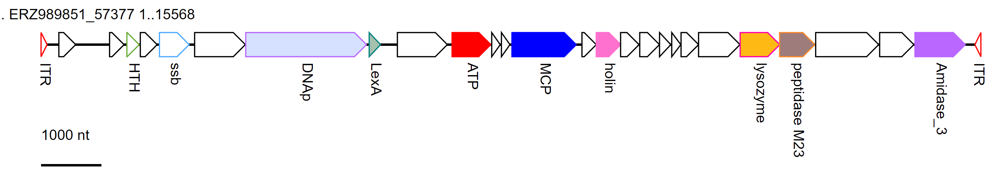 . ERZ989851_57377 1..15568
ITR
HTH
ssb
DNAp
LexA
ATP
MCP
holin
lysozyme
peptidase M23
Amidase_3
ITR
1000 nt